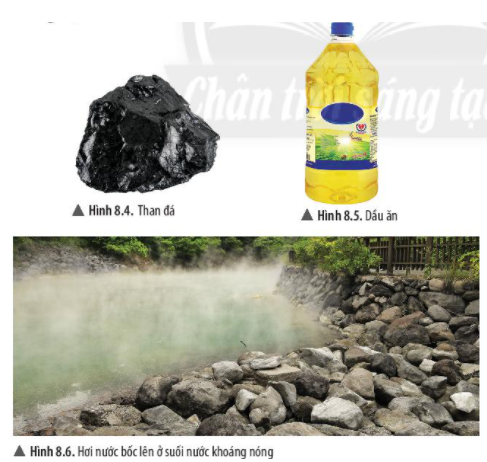 Chân trời sáng tạo
▲ Hình 8.4. Than đá
▲ Hình 8.5. Dầu ăn
▲ Hình 8.6. Hơi nước bốc lên ở suối nước khoáng nóng